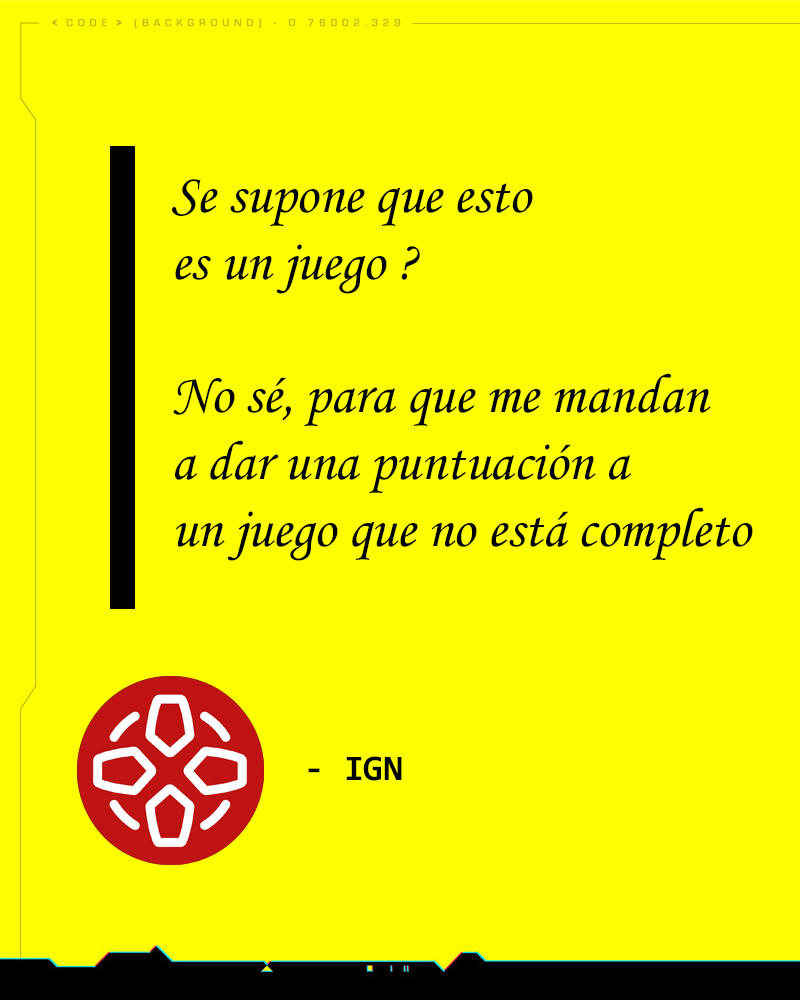 < CODE > [BACKGROUND] - D 76002.329
Se supone que esto
es un juego ?
No sé, para que me mandan
a dar una puntuación a
un juego que no está completo
- IGN